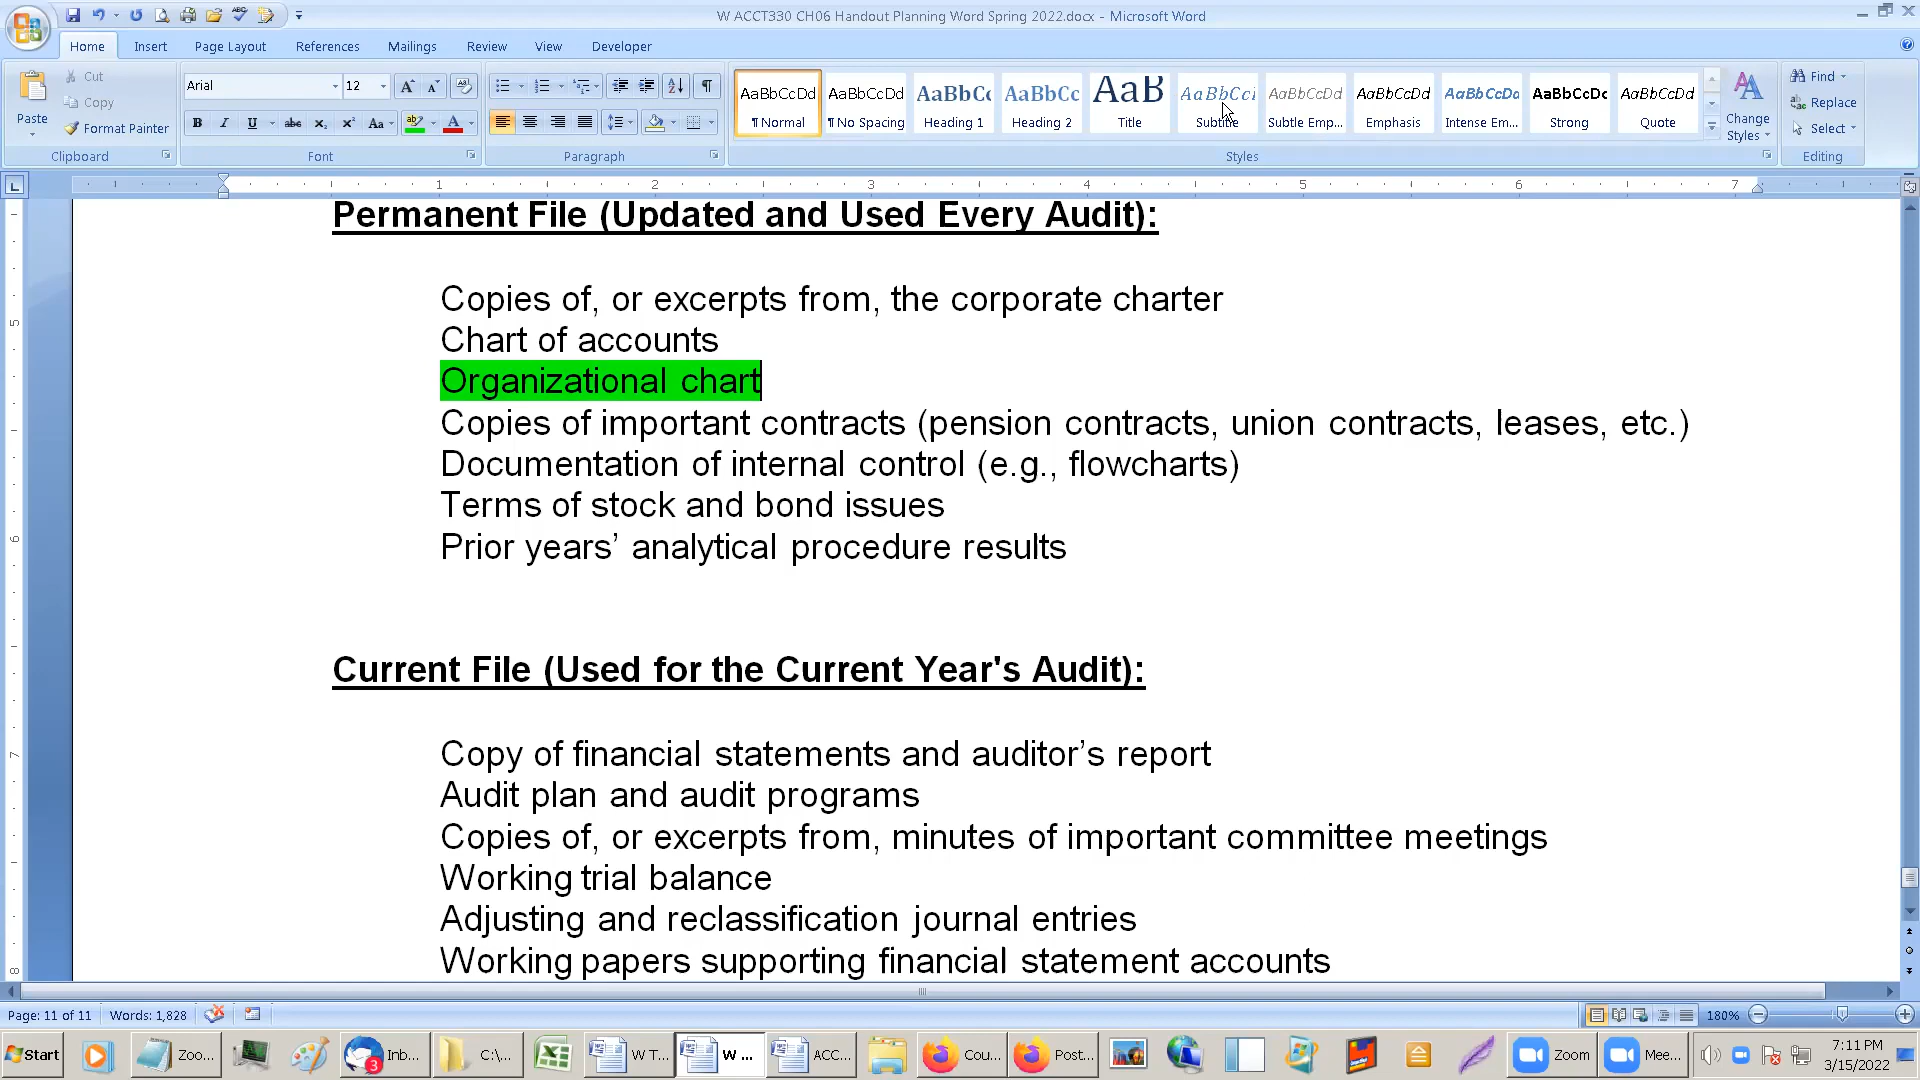 W ACCT330 CH06 Handout Planning Word Spring 2022.docx - Microsoft Word
Home Insert Page Layout References Mailings Review View Developer
Paste Cut
Copy
Format Painter
Clipboard
Arial 12
Font
Paragraph
AaBbCcDd AaBbCcDd AaBbCc AaBbCc AaB AaBbCcI AaBbCcDd AaBbCcDd AaBbCcDd AaBbCcDc AaBbCcDd
¶ Normal ¶ No Spacing Heading 1 Heading 2 Title Subtitle Subtle Emp... Emphasis Intense Em... Strong Quote
Change Styles
Styles
Find
Replace
Select
Editing
1 2 3 4 5 6 7
Permanent File (Updated and Used Every Audit):
Copies of, or excerpts from, the corporate charter
Chart of accounts
Organizational chart
Copies of important contracts (pension contracts, union contracts, leases, etc.)
Documentation of internal control (e.g., flowcharts)
Terms of stock and bond issues
Prior years’ analytical procedure results
Current File (Used for the Current Year's Audit):
Copy of financial statements and auditor’s report
Audit plan and audit programs
Copies of, or excerpts from, minutes of important committee meetings
Working trial balance
Adjusting and reclassification journal entries
Working papers supporting financial statement accounts
Page: 11 of 11 Words: 1,828 180%
Start Zoo... Inb... 3 C:\... W T... W ... ACC... Cou... Post... Zoom Mee...
7:11 PM
3/15/2022